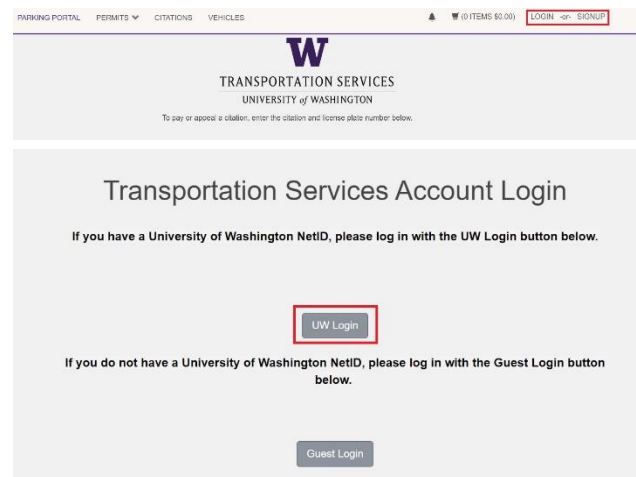 PARKING PORTAL PERMITS CITATIONS VEHICLES (0 ITEMS $0.00) LOGIN -or- SIGNUP
W
TRANSPORTATION SERVICES
UNIVERSITY of WASHINGTON
To pay or appeal a citation, enter the citation and license plate number below.
Transportation Services Account Login
If you have a University of Washington NetID, please log in with the UW Login button below.
UW Login
If you do not have a University of Washington NetID, please log in with the Guest Login button
below.
Guest Login